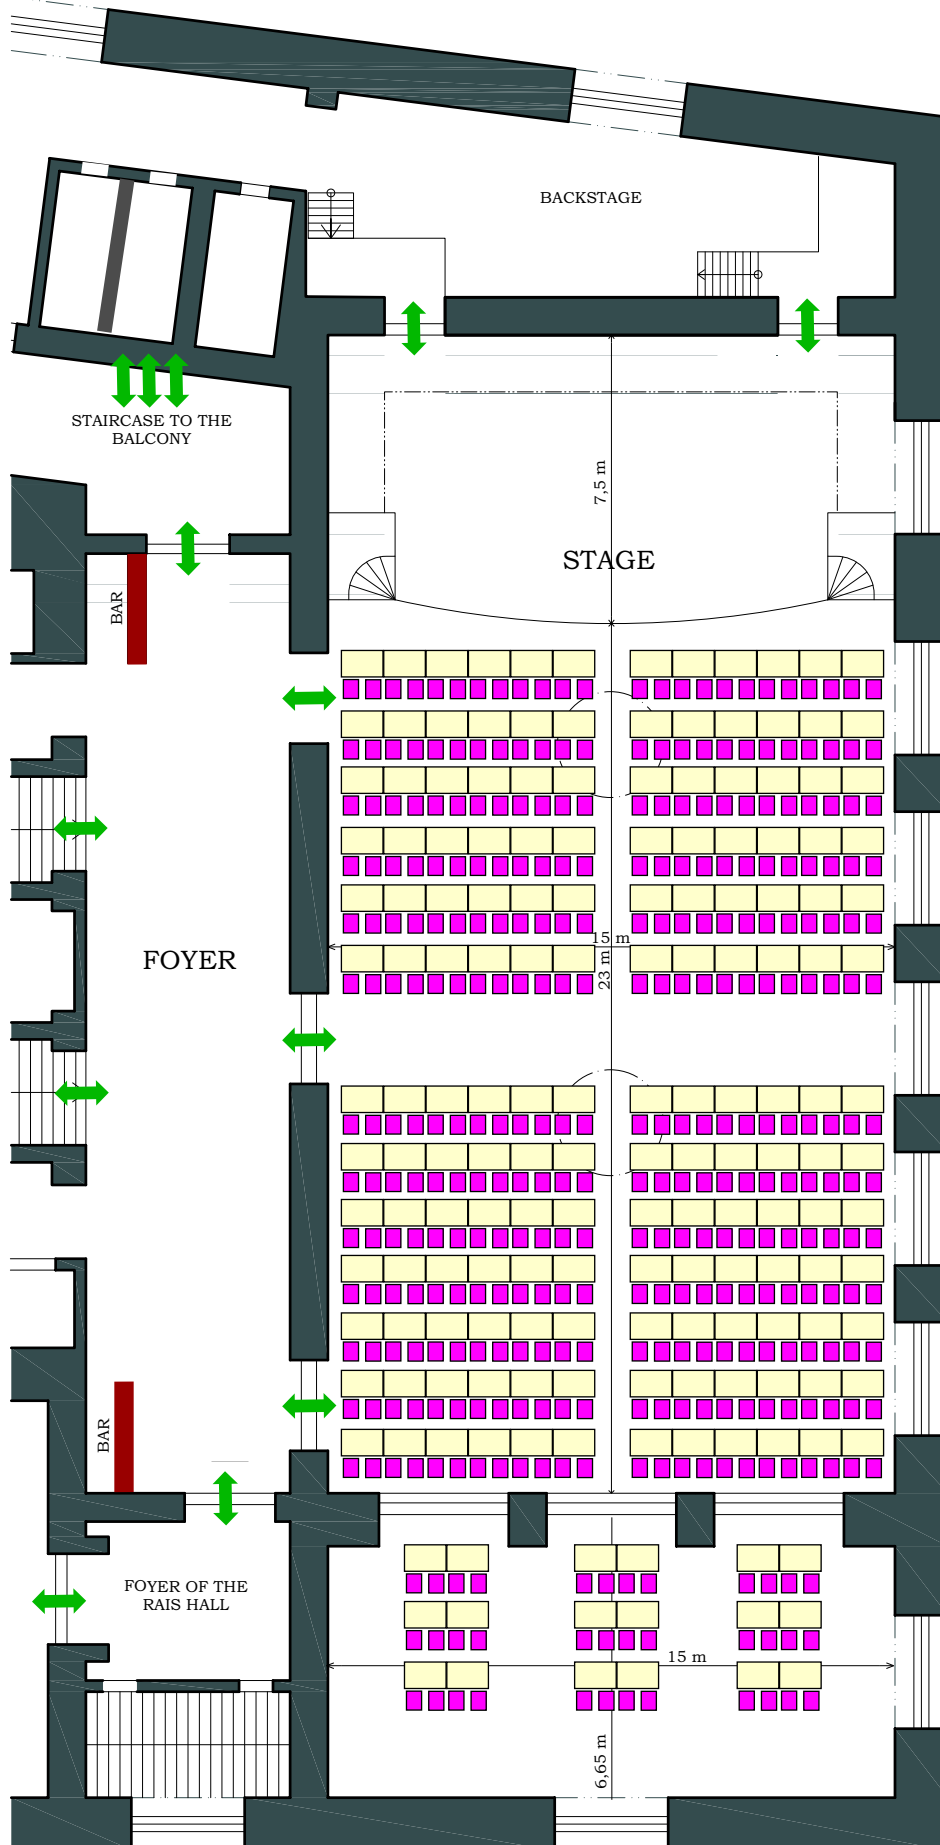 BACKSTAGE
STAIRCASE TO THE
BALCONY
7,5 m
STAGE
BAR
15 m
23 m
FOYER
BAR
FOYER OF THE
RAIS HALL
15 m
6,65 m